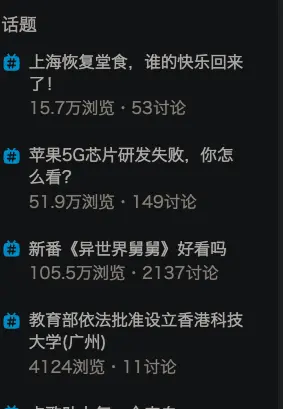 话题
上海恢复堂食，谁的快乐回来
了！
15.7万浏览·53讨论
苹果5G芯片研发失败，你怎
么看？
51.9万浏览·149讨论
新番《异世界舅舅》好看吗
105.5万浏览·2137讨论
教育部依法批准设立香港科技
大学(广州)
4124浏览·11讨论